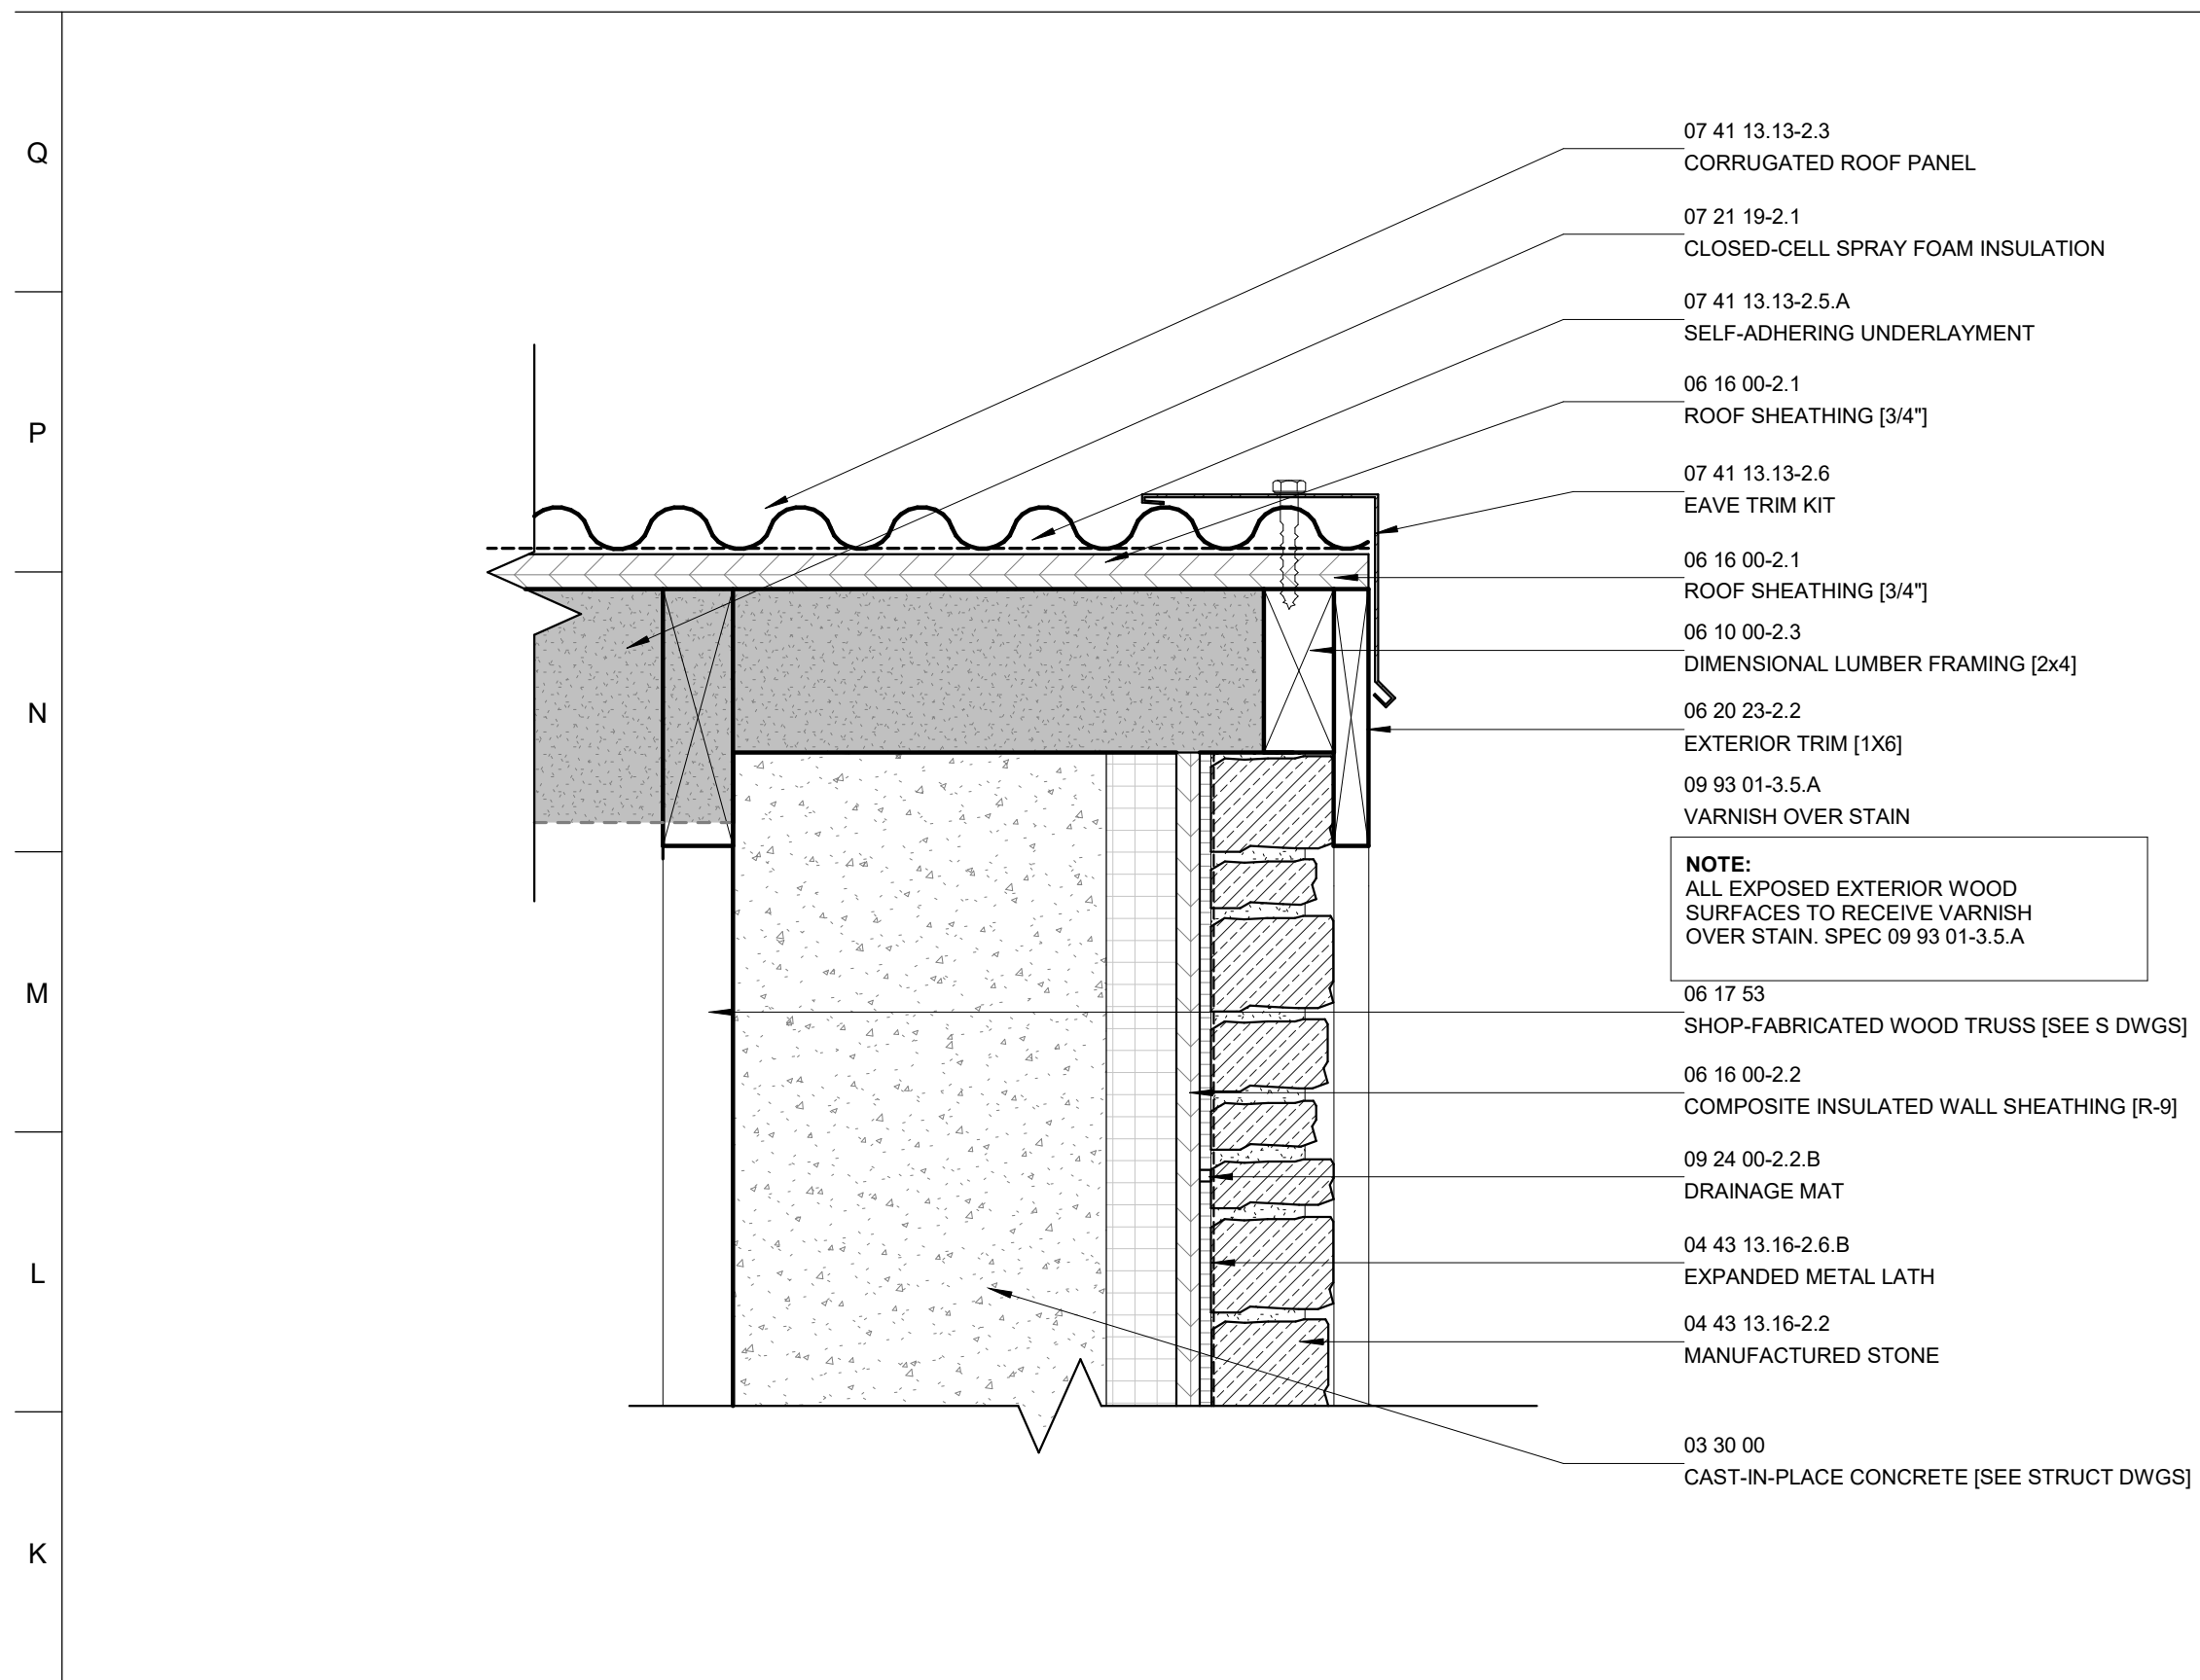 Q
P
N
M
L
K
07 41 13.13-2.3
CORRUGATED ROOF PANEL
07 21 19-2.1
CLOSED-CELL SPRAY FOAM INSULATION
07 41 13.13-2.5.A
SELF-ADHERING UNDERLAYMENT
06 16 00-2.1
ROOF SHEATHING [3/4"]
07 41 13.13-2.6
EAVE TRIM KIT
06 16 00-2.1
ROOF SHEATHING [3/4"]
06 10 00-2.3
DIMENSIONAL LUMBER FRAMING [2x4]
06 20 23-2.2
EXTERIOR TRIM [1X6]
09 93 01-3.5.A
VARNISH OVER STAIN
NOTE:
ALL EXPOSED EXTERIOR WOOD
SURFACES TO RECEIVE VARNISH
OVER STAIN. SPEC 09 93 01-3.5.A
06 17 53
SHOP-FABRICATED WOOD TRUSS [SEE S DWGS]
06 16 00-2.2
COMPOSITE INSULATED WALL SHEATHING [R-9]
09 24 00-2.2.B
DRAINAGE MAT
04 43 13.16-2.6.B
EXPANDED METAL LATH
04 43 13.16-2.2
MANUFACTURED STONE
03 30 00
CAST-IN-PLACE CONCRETE [SEE STRUCT DWGS]